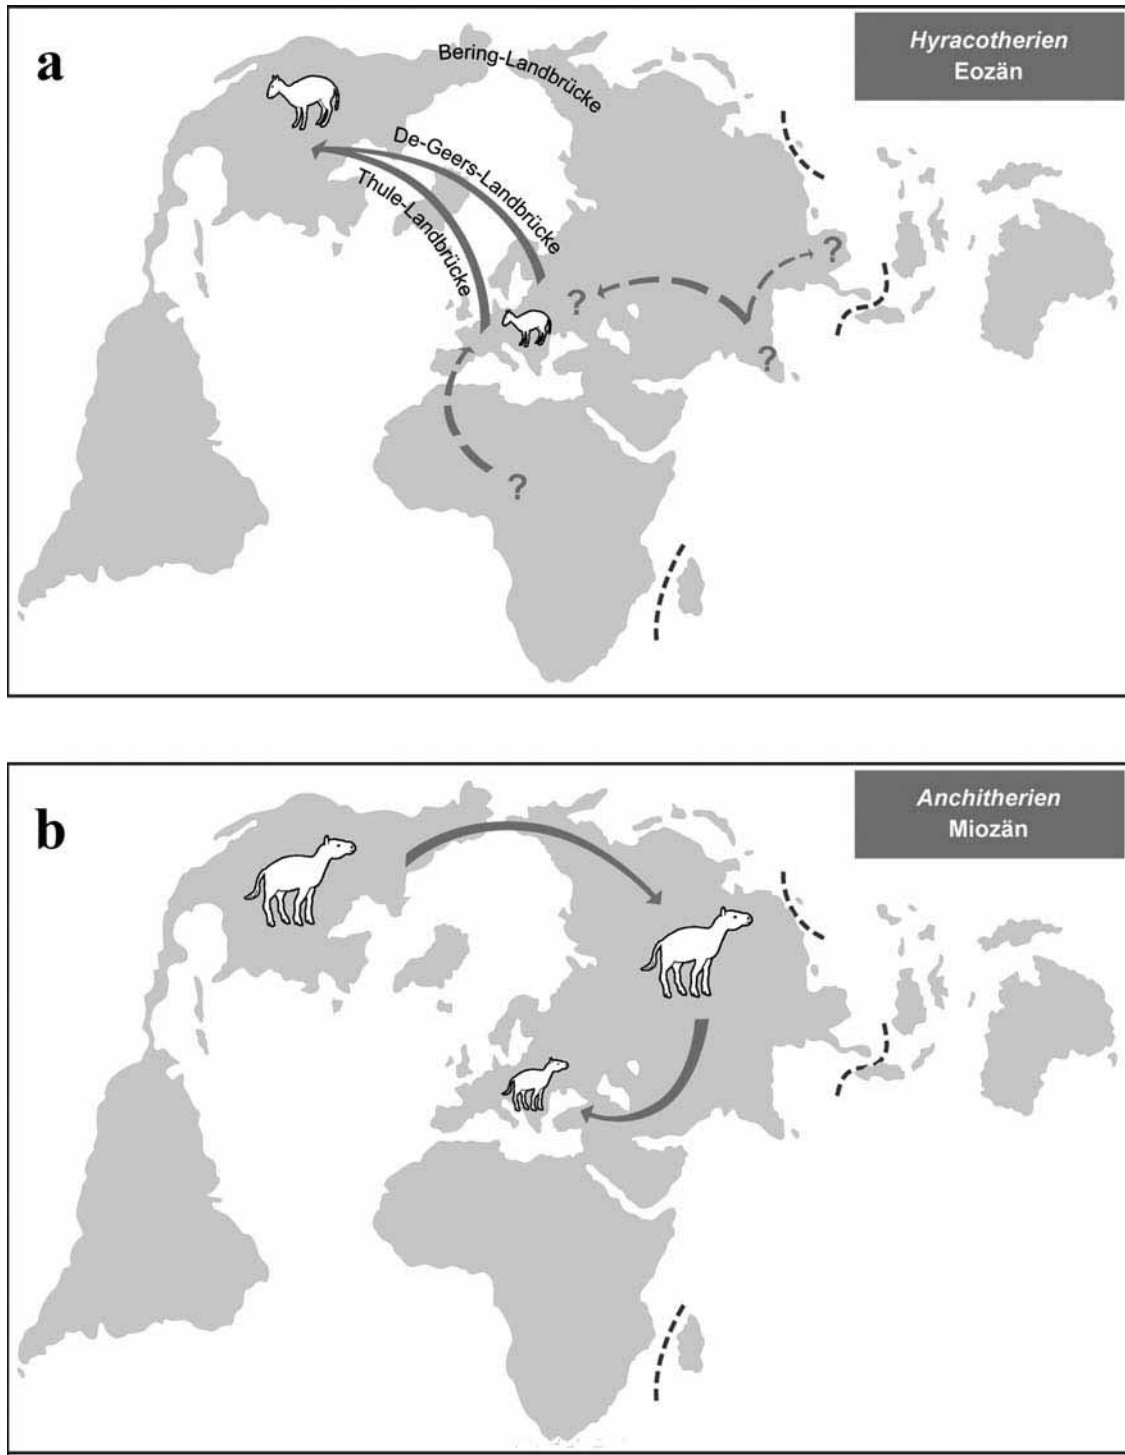 a
Hyracotherien
Eozän
Bering-Landbrücke
De-Geers-Landbrücke
Thule-Landbrücke
?
?
?
?
b
Anchitherien
Miozän